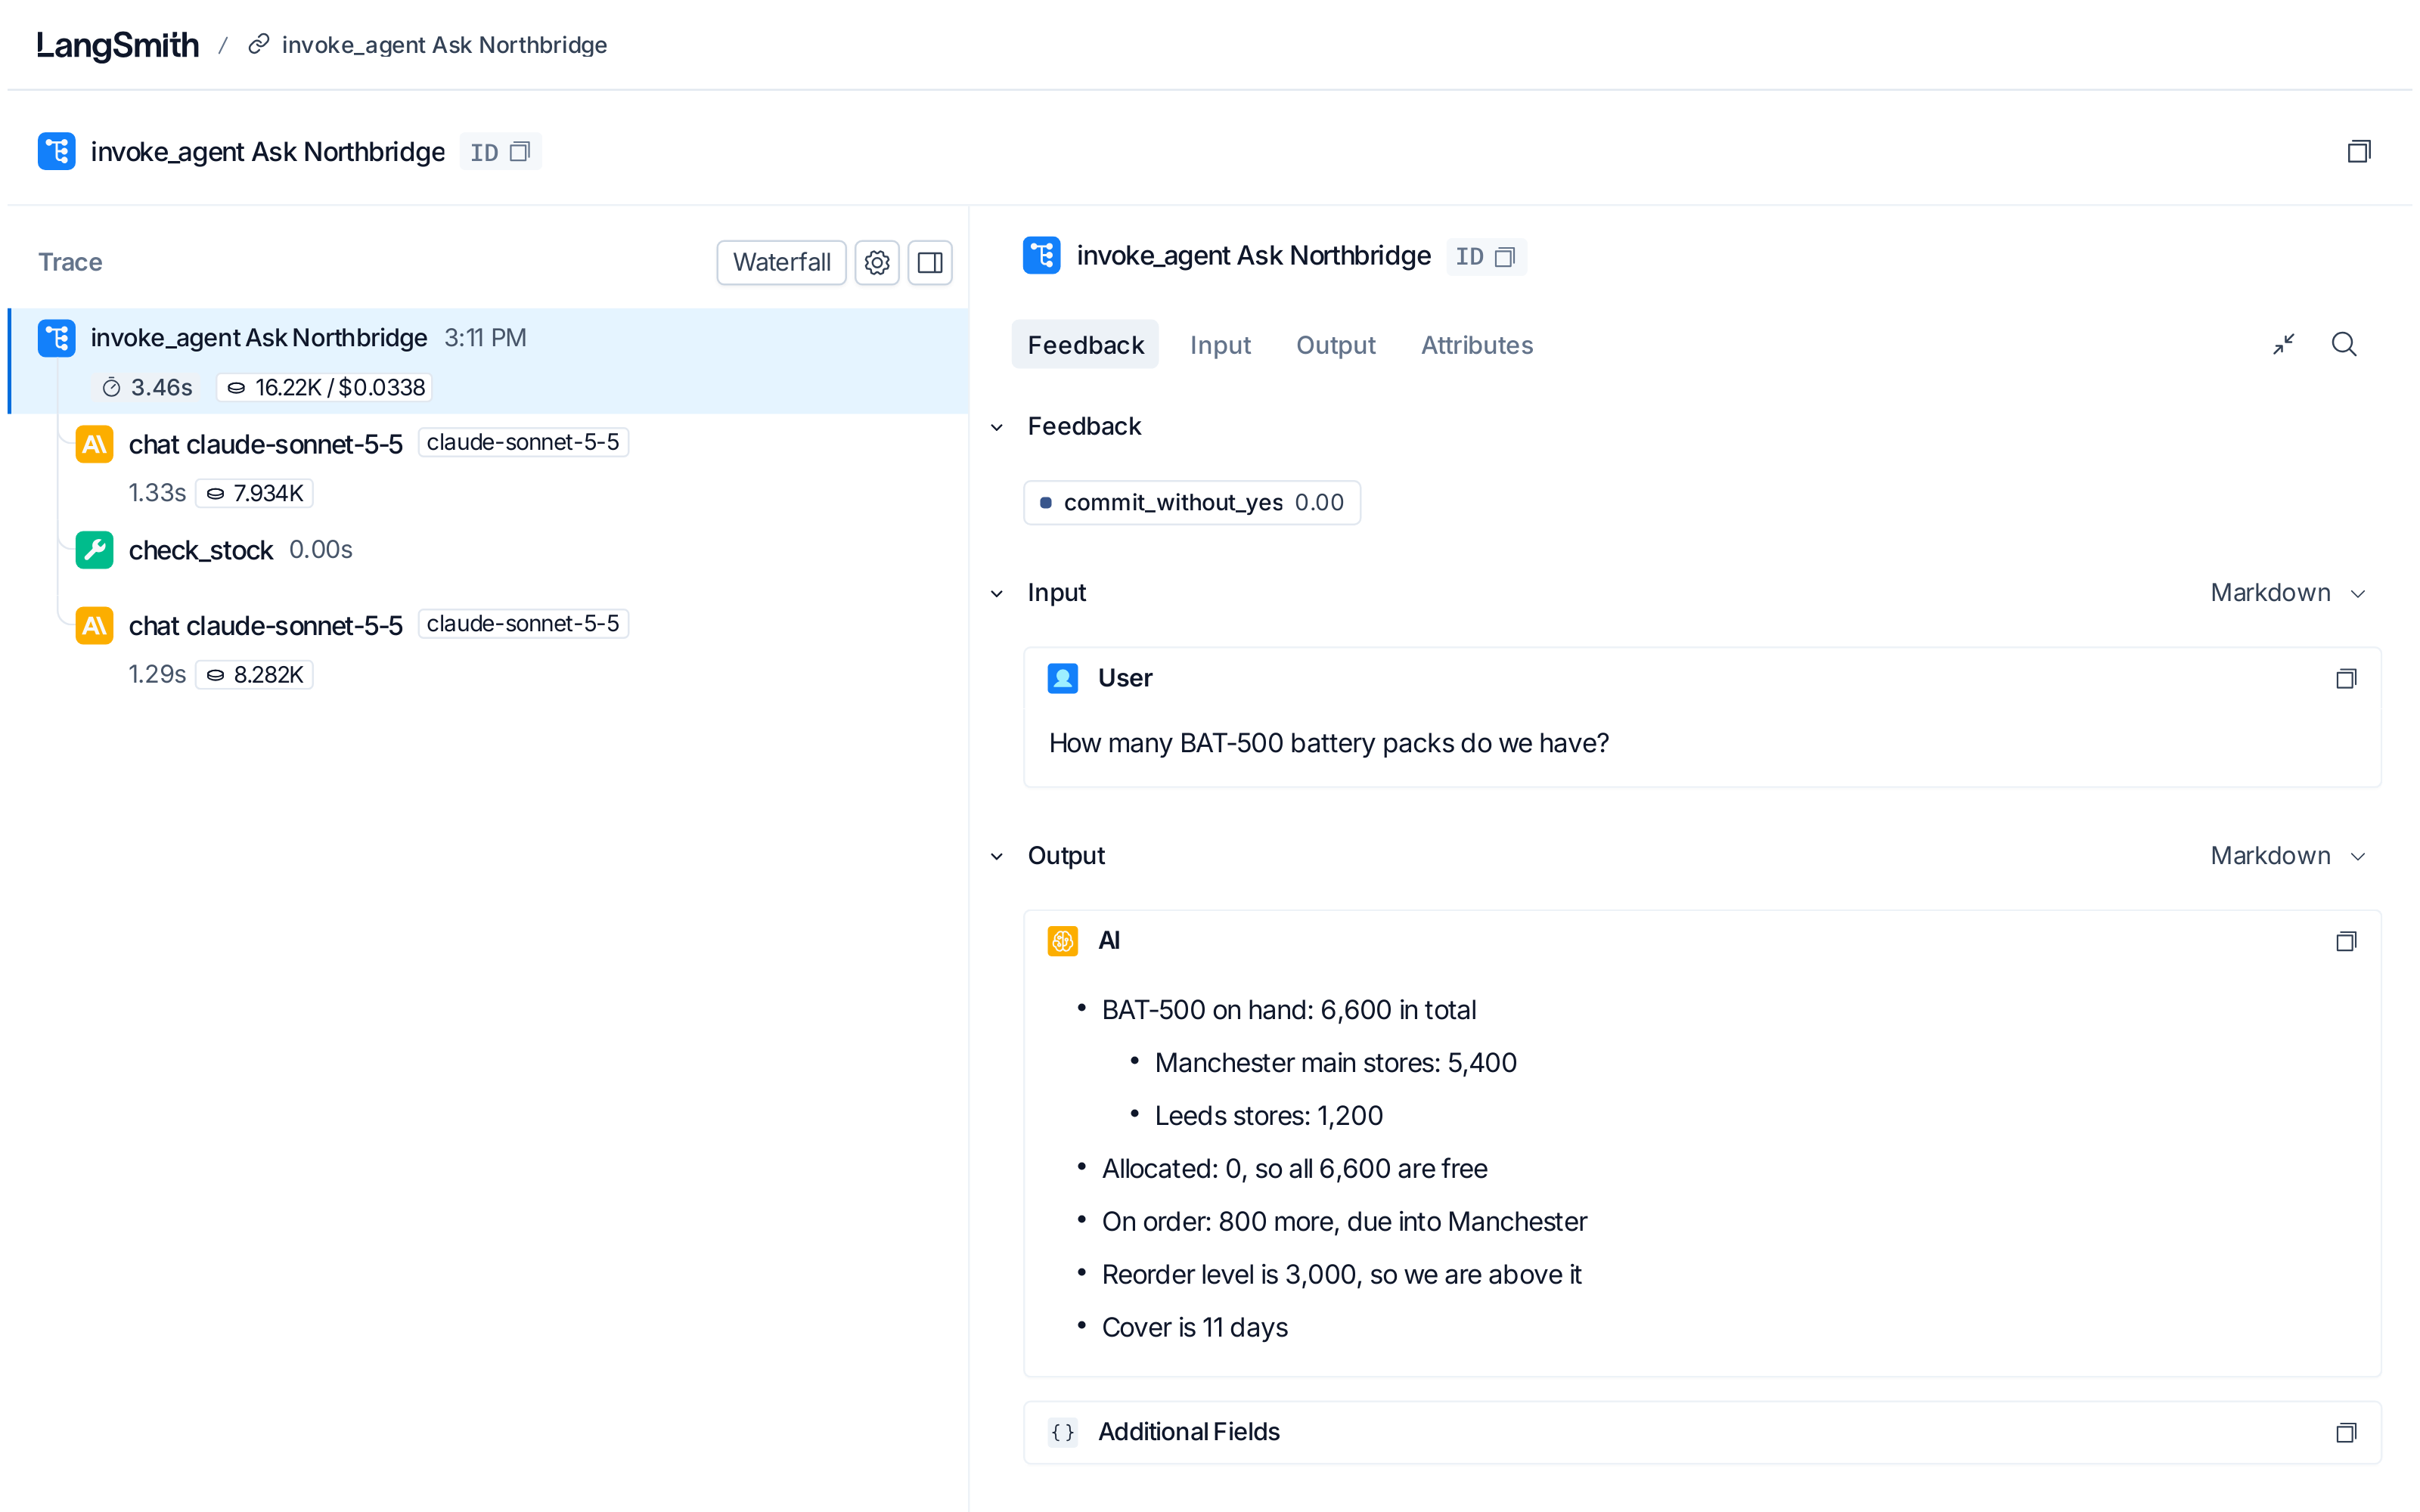 LangSmith / invoke_agent Ask Northbridge
invoke_agent Ask Northbridge ID
Trace
Waterfall
invoke_agent Ask Northbridge 3:11 PM
3.46s 16.22K / $0.0338
chat claude-sonnet-5-5 claude-sonnet-5-5
1.33s 7.934K
check_stock 0.00s
chat claude-sonnet-5-5 claude-sonnet-5-5
1.29s 8.282K
invoke_agent Ask Northbridge ID
Feedback Input Output Attributes
Feedback
commit_without_yes 0.00
Input Markdown
User
How many BAT-500 battery packs do we have?
Output Markdown
AI
• BAT-500 on hand: 6,600 in total
• Manchester main stores: 5,400
• Leeds stores: 1,200
• Allocated: 0, so all 6,600 are free
• On order: 800 more, due into Manchester
• Reorder level is 3,000, so we are above it
• Cover is 11 days
{ } Additional Fields